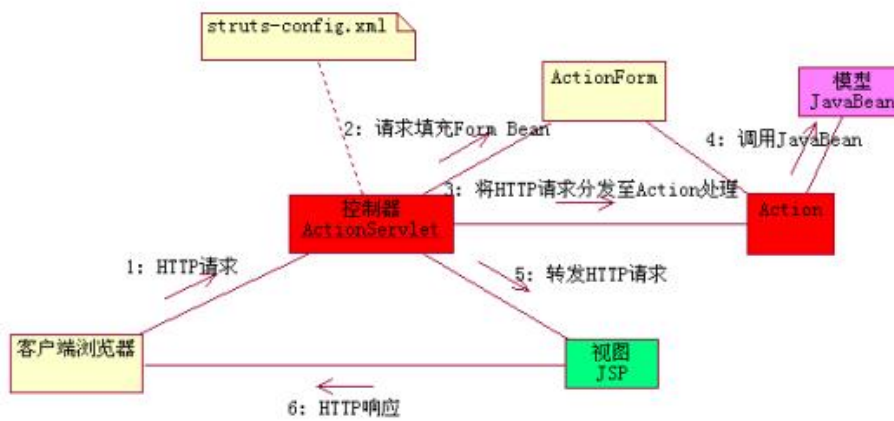 struts-config.xml
ActionForm
模型
JavaBean
2: 请求填充Form Bean
4: 调用JavaBean
3: 将HTTP请求分发至Action处理
控制器
ActionServlet
Action
1: HTTP请求
5: 转发HTTP请求
客户端浏览器
视图
JSP
6: HTTP响应